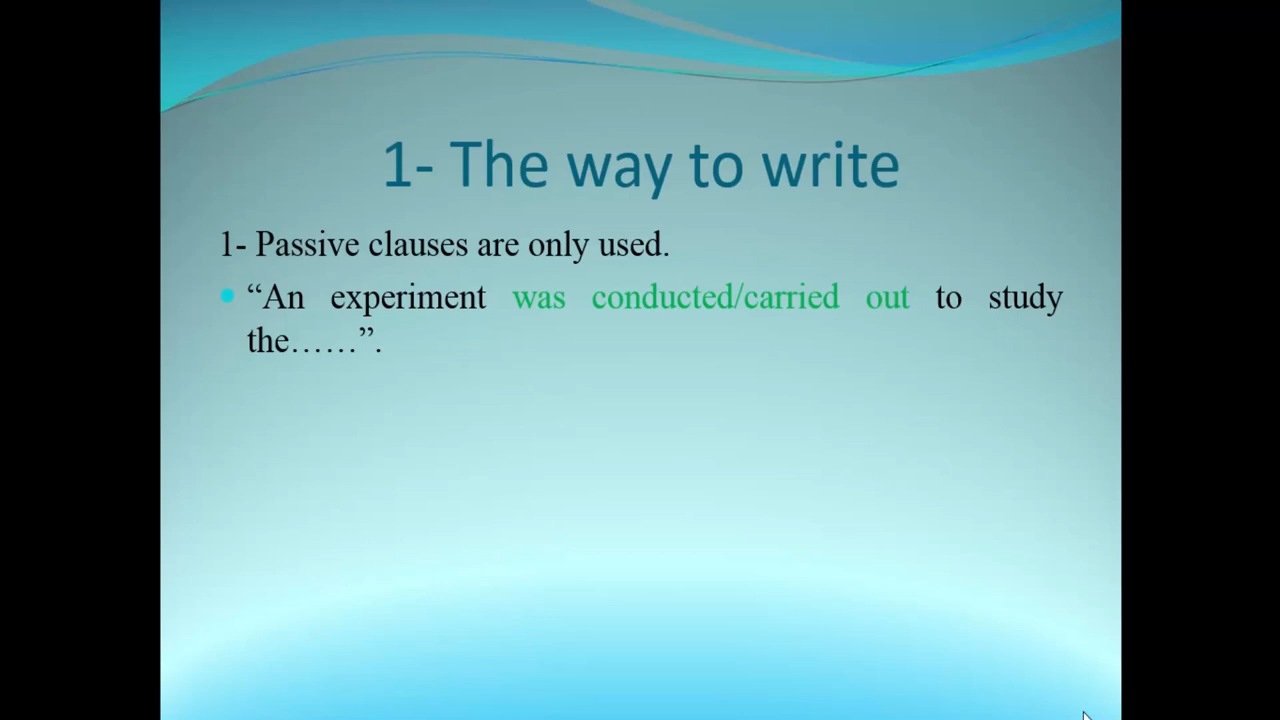 1- The way to write
1- Passive clauses are only used.
“An experiment was conducted/carried out to study
the……”.